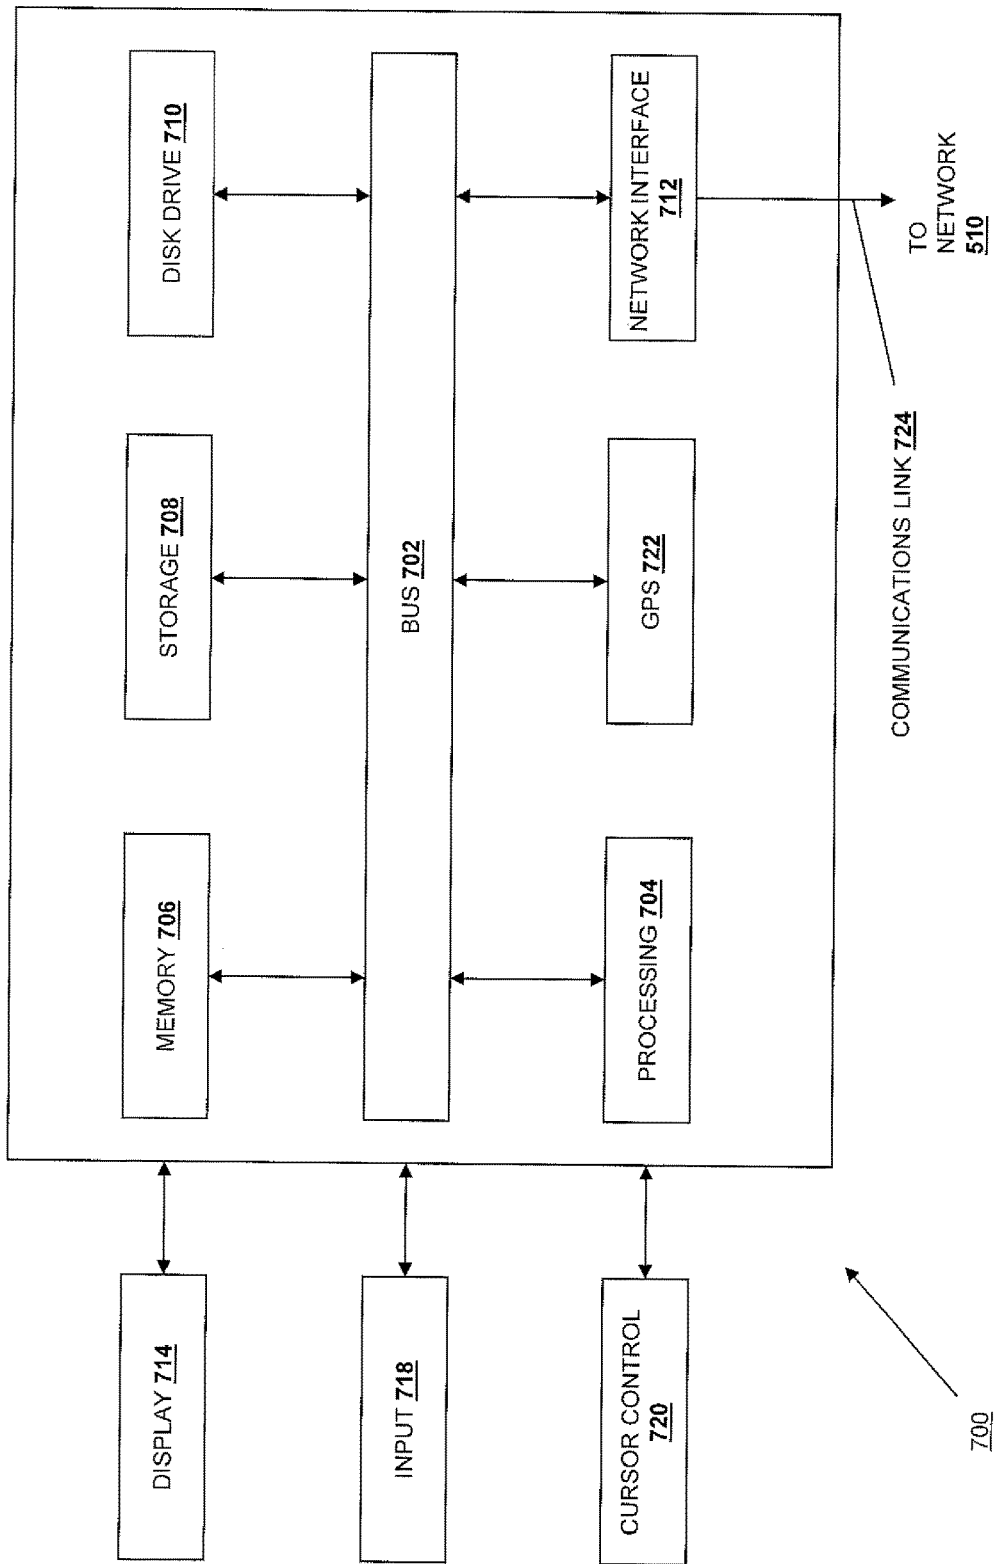 DISPLAY 714
INPUT 718
CURSOR CONTROL
720
MEMORY 706
STORAGE 708
DISK DRIVE 710
BUS 702
PROCESSING 704
GPS 722
NETWORK INTERFACE
712
COMMUNICATIONS LINK 724
TO
NETWORK
510
700